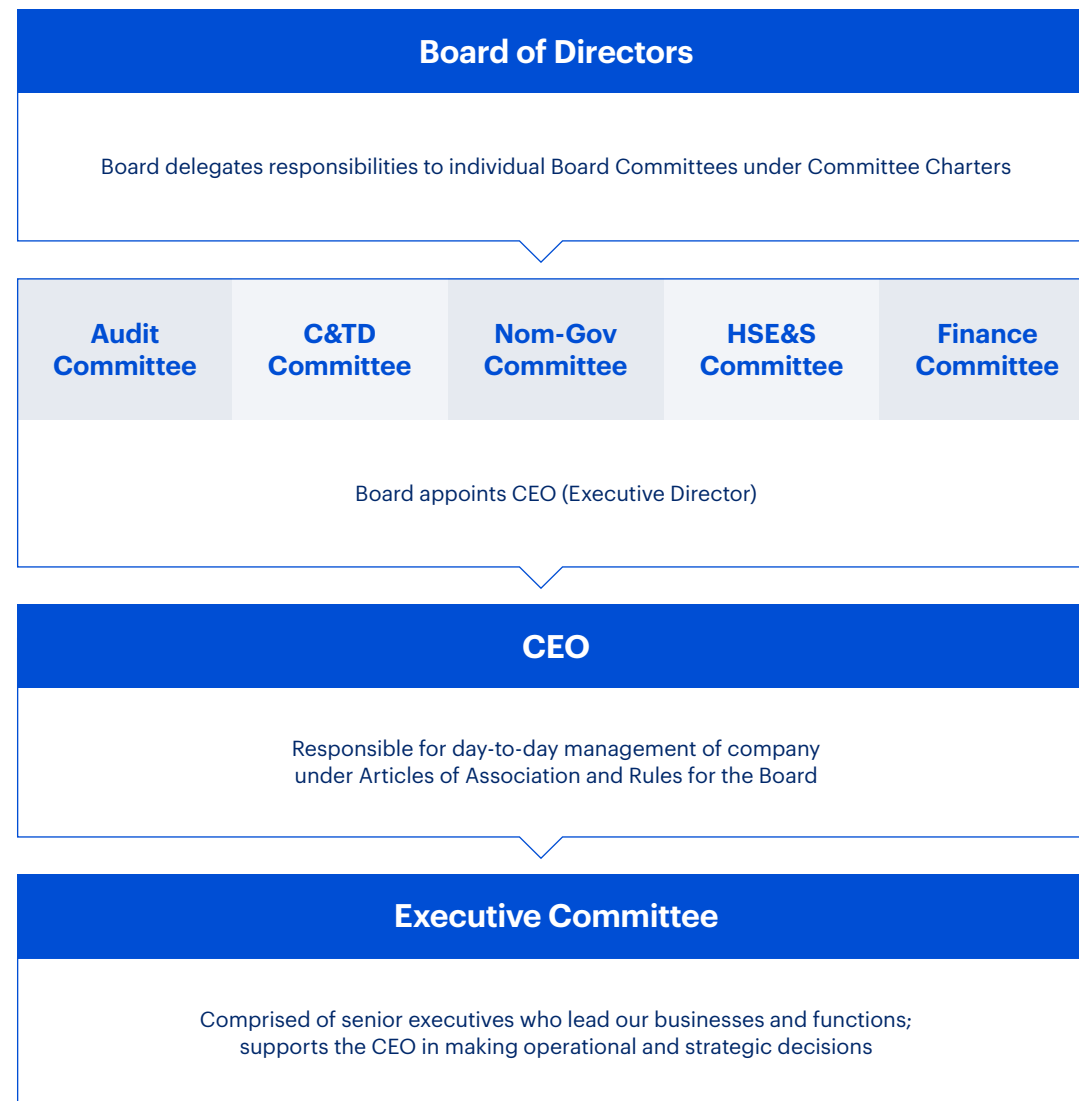 Board of Directors
Board delegates responsibilities to individual Board Committees under Committee Charters
Audit Committee
C&TD Committee
Nom-Gov Committee
HSE&S Committee
Finance Committee
Board appoints CEO (Executive Director)
CEO
Responsible for day-to-day management of company
under Articles of Association and Rules for the Board
Executive Committee
Comprised of senior executives who lead our businesses and functions;
supports the CEO in making operational and strategic decisions